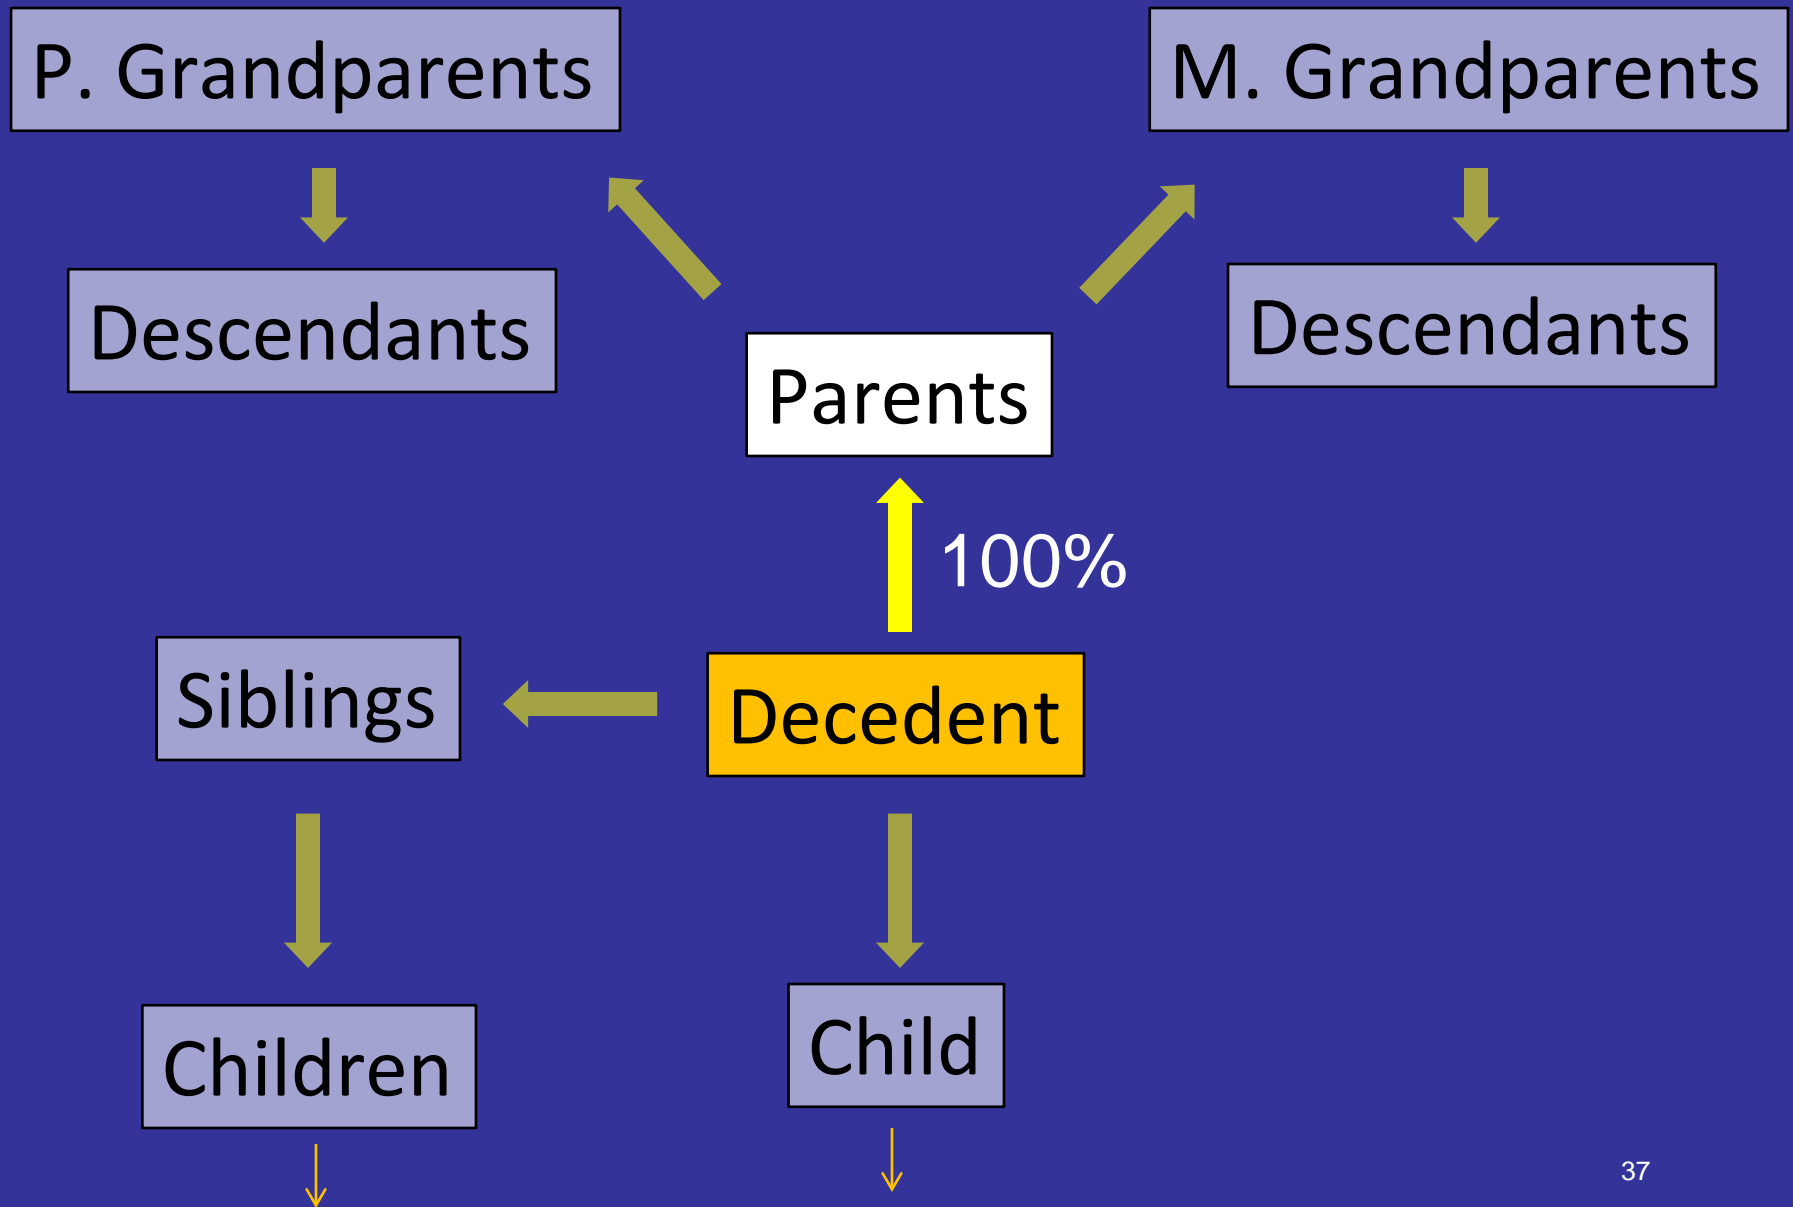 P. Grandparents
M. Grandparents
Descendants
Descendants
Parents
100%
Siblings
Decedent
Children
Child
37